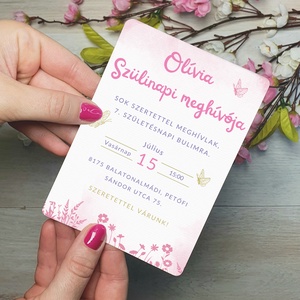 Olívia
Szülinapi meghívója
SOK SZERETTEL MEGHÍVLAK,
7. SZÜLETÉSNAPI BULIMRA.
július
Vasárnap 15 15:00
8175 BALATONALMÁDI, PETŐFI
SÁNDOR UTCA 75.
SZERETETTEL VÁRUNK!